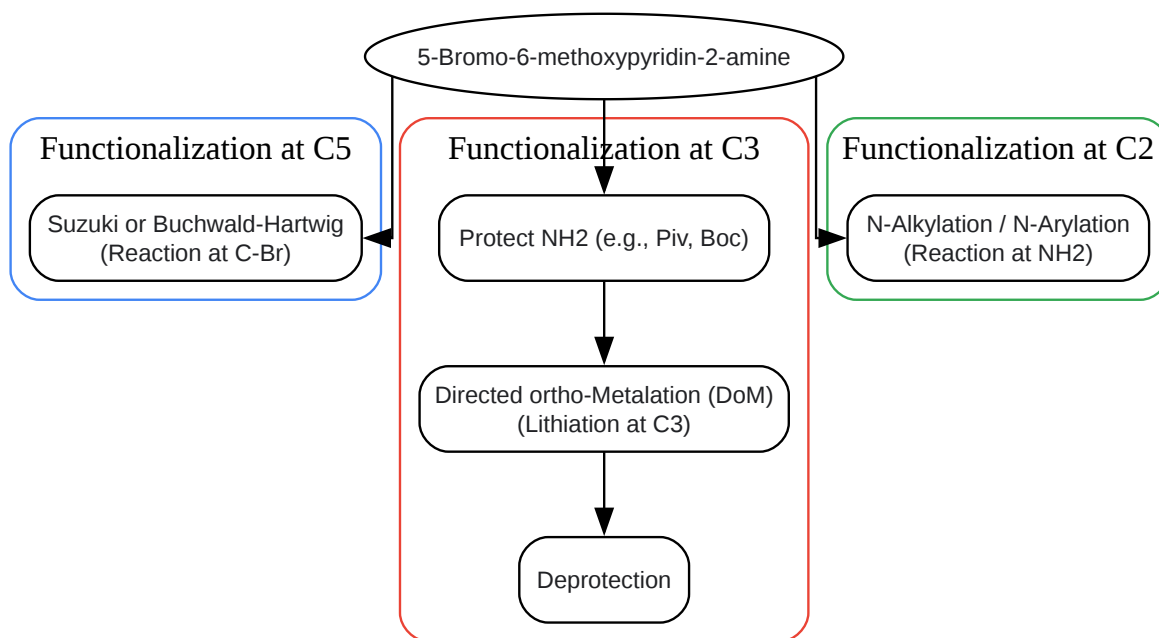 5-Bromo-6-methoxypyridin-2-amine
Functionalization at C5
Suzuki or Buchwald-Hartwig
(Reaction at C-Br)
Functionalization at C3
Protect NH2 (e.g., Piv, Boc)
Directed ortho-Metalation (DoM)
(Lithiation at C3)
Deprotection
Functionalization at C2
N-Alkylation / N-Arylation
(Reaction at NH2)